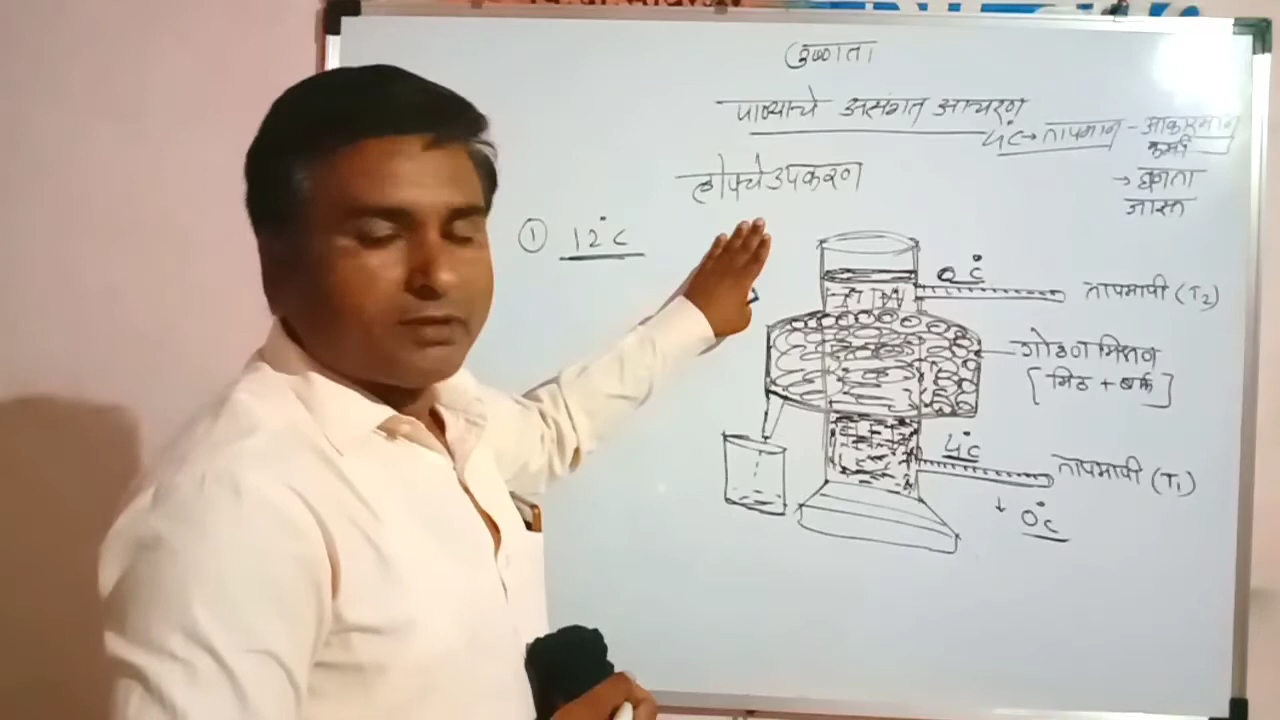 उष्णता
पाण्याचे असंगत आचरण
4°C → तापमान - आकारमान
कमी
→ घनता
जास्त
होपचे उपकरण
① 12°C
0°C
तापमापी (T2)
गोठण मिश्रण
[मिठ + बर्फ]
4°C
तापमापी (T1)
↓ 0°C